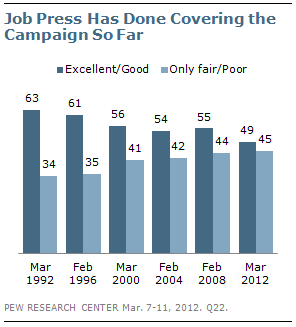 Job Press Has Done Covering the
Campaign So Far
Excellent/Good Only fair/Poor
63 34 61 35 56 41 54 42 55 44 49 45
Mar Feb Mar Feb Feb Mar
1992 1996 2000 2004 2008 2012
PEW RESEARCH CENTER Mar. 7-11, 2012. Q22.